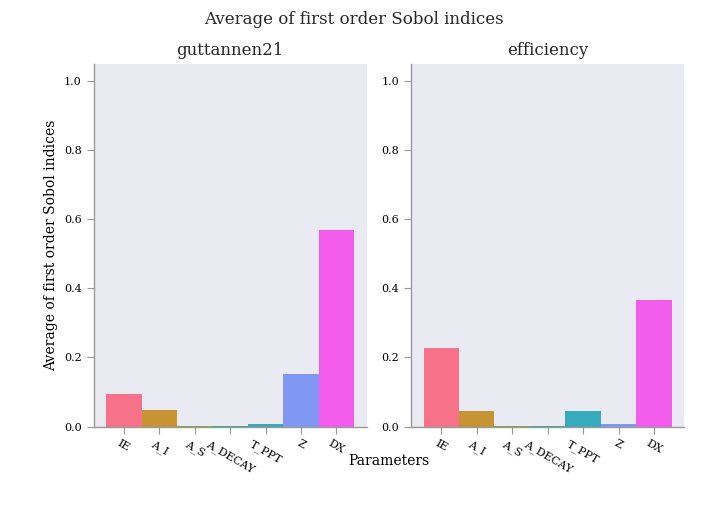 Average of first order Sobol indices
guttannen21
efficiency
Average of first order Sobol indices
1.0
0.8
0.6
0.4
0.2
0.0
IE
A_I
A_S
A_DECAY
T_PPT
Z
DX
1.0
0.8
0.6
0.4
0.2
0.0
IE
A_I
A_S
A_DECAY
T_PPT
Z
DX
Parameters